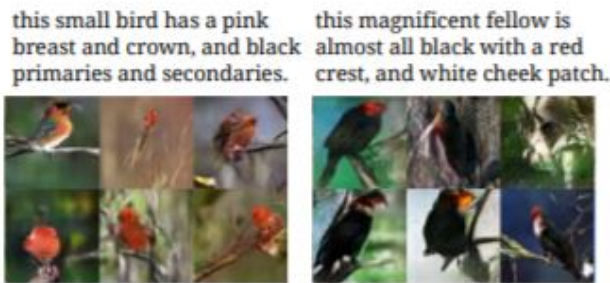 this small bird has a pink
breast and crown, and black
primaries and secondaries.
this magnificent fellow is
almost all black with a red
crest, and white cheek patch.